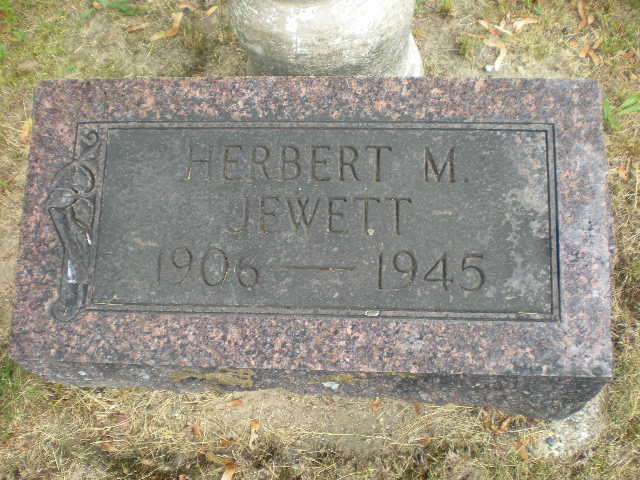 HERBERT M.
JEWETT
1906 — 1945